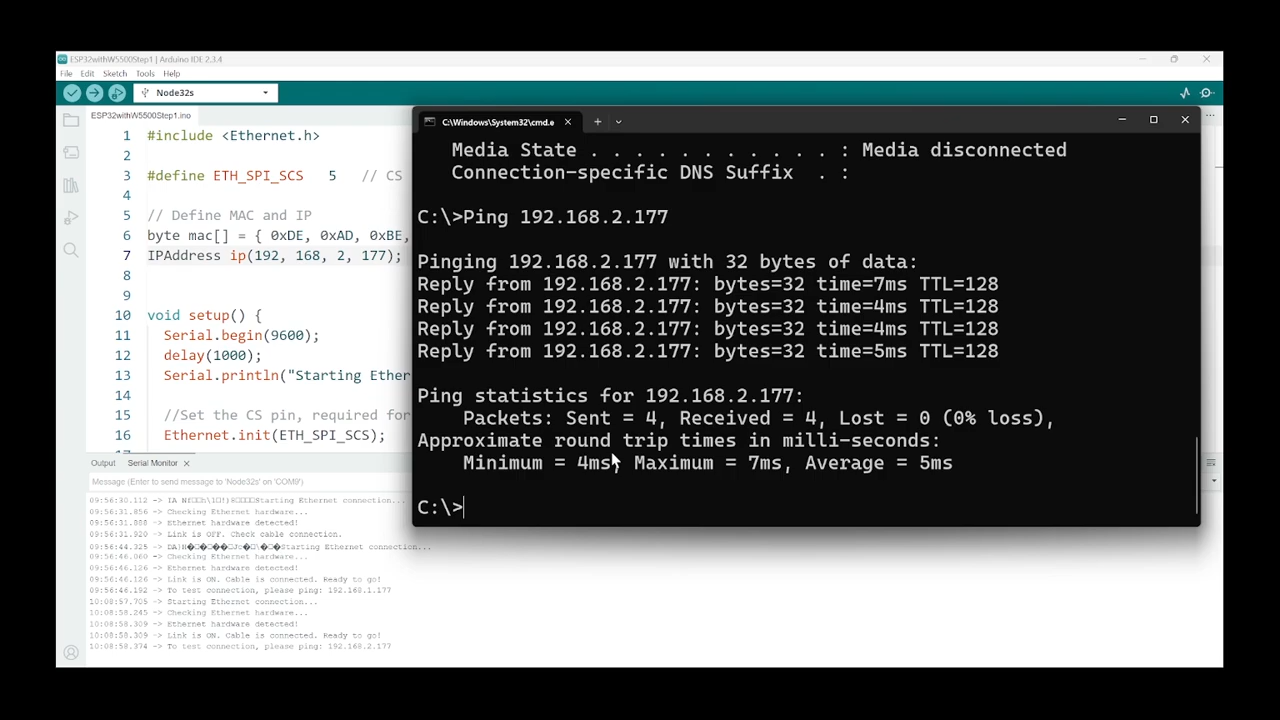 ESP32withW5500Step1 | Arduino IDE 2.3.4
File Edit Sketch Tools Help
Node32s
ESP32withW5500Step1.ino
1 #include <Ethernet.h>
2
3 #define ETH_SPI_SCS 5 // CS
4
5 // Define MAC and IP
6 byte mac[] = { 0xDE, 0xAD, 0xBE,
7 IPAddress ip(192, 168, 2, 177);
8
9
10 void setup() {
11 Serial.begin(9600);
12 delay(1000);
13 Serial.println("Starting Ether
14
15 //Set the CS pin, required for
16 Ethernet.init(ETH_SPI_SCS);
C:\Windows\System32\cmd.e
Media State . . . . . . . . . . . : Media disconnected
Connection-specific DNS Suffix . :
C:\>Ping 192.168.2.177
Pinging 192.168.2.177 with 32 bytes of data:
Reply from 192.168.2.177: bytes=32 time=7ms TTL=128
Reply from 192.168.2.177: bytes=32 time=4ms TTL=128
Reply from 192.168.2.177: bytes=32 time=4ms TTL=128
Reply from 192.168.2.177: bytes=32 time=5ms TTL=128
Ping statistics for 192.168.2.177:
Packets: Sent = 4, Received = 4, Lost = 0 (0% loss),
Approximate round trip times in milli-seconds:
Minimum = 4ms, Maximum = 7ms, Average = 5ms
C:\>
Output Serial Monitor
Message (Enter to send message to 'Node32s' on 'COM9')
09:56:30.112 -> Starting Ethernet connection...
09:56:31.856 -> Checking Ethernet hardware...
09:56:31.888 -> Ethernet hardware detected!
09:56:31.920 -> Link is OFF. Check cable connection.
09:56:44.325 -> Starting Ethernet connection...
09:56:46.060 -> Checking Ethernet hardware...
09:56:46.126 -> Ethernet hardware detected!
09:56:46.126 -> Link is ON. Cable is connected. Ready to go!
09:56:46.192 -> To test connection, please ping: 192.168.1.177
10:08:57.705 -> Starting Ethernet connection...
10:08:58.245 -> Checking Ethernet hardware...
10:08:58.309 -> Ethernet hardware detected!
10:08:58.309 -> Link is ON. Cable is connected. Ready to go!
10:08:58.374 -> To test connection, please ping: 192.168.2.177